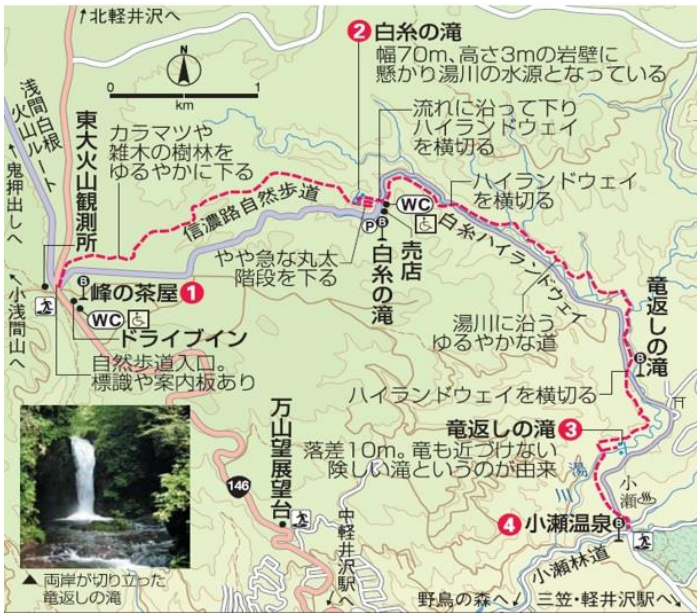 ↑北軽井沢へ
浅間白根
火山ルート
鬼押出しへ
東大火山観測所
N
0 km 1
カラマツや
雑木の樹林を
ゆるやかに下る
2 白糸の滝
幅70m、高さ3mの岩壁に
懸かり湯川の水源となっている
流れに沿って下り
ハイランドウェイ
を横切る
ハイランドウェイ
を横切る
信濃路自然歩道
WC
P
B
売店
白糸の滝
やや急な丸太
階段を下る
白糸ハイランドウェイ
小浅間山へ
B
峰の茶屋 1
WC
ドライブイン
自然歩道入口。
標識や案内板あり
湯川に沿う
ゆるやかな道
竜返しの滝
B
ハイランドウェイを横切る
竜返しの滝 3
落差10m。竜も近づけない
険しい滝というのが由来
万山望展望台
146
湯川
小瀬
4 小瀬温泉
B
中軽井沢駅へ
小瀬林道
野鳥の森へ
三笠・軽井沢駅へ
▲ 両岸が切り立った
竜返しの滝